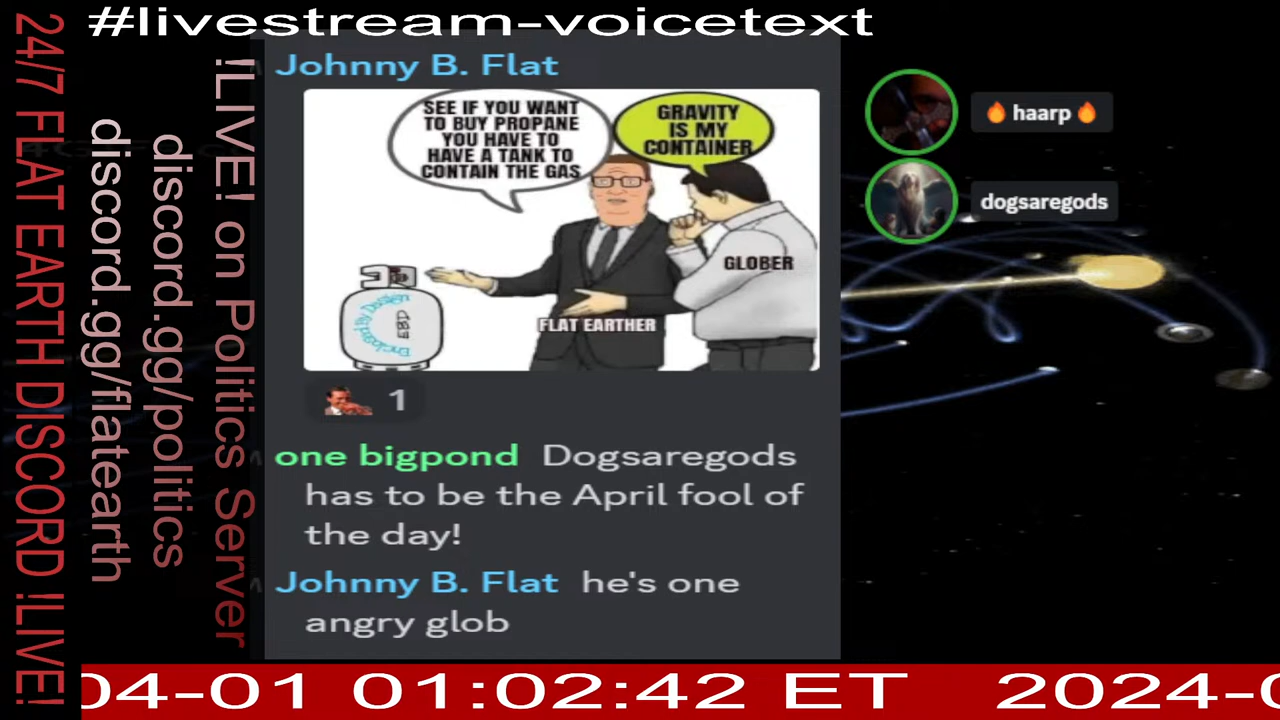 #livestream-voicetext
24/7 FLAT EARTH DISCORD !LIVE!
discord.gg/flatearth
discord.gg/politics
!LIVE! on Politics Server
Johnny B. Flat
SEE IF YOU WANT
TO BUY PROPANE
YOU HAVE TO
HAVE A TANK TO
CONTAIN THE GAS
GRAVITY
IS MY
CONTAINER
GLOBER
FLAT EARTHER
1
one bigpond Dogsaregods
has to be the April fool of
the day!
Johnny B. Flat he's one
angry glob
🔥 haarp 🔥
dogsaregods
04-01 01:02:42 ET 2024-0